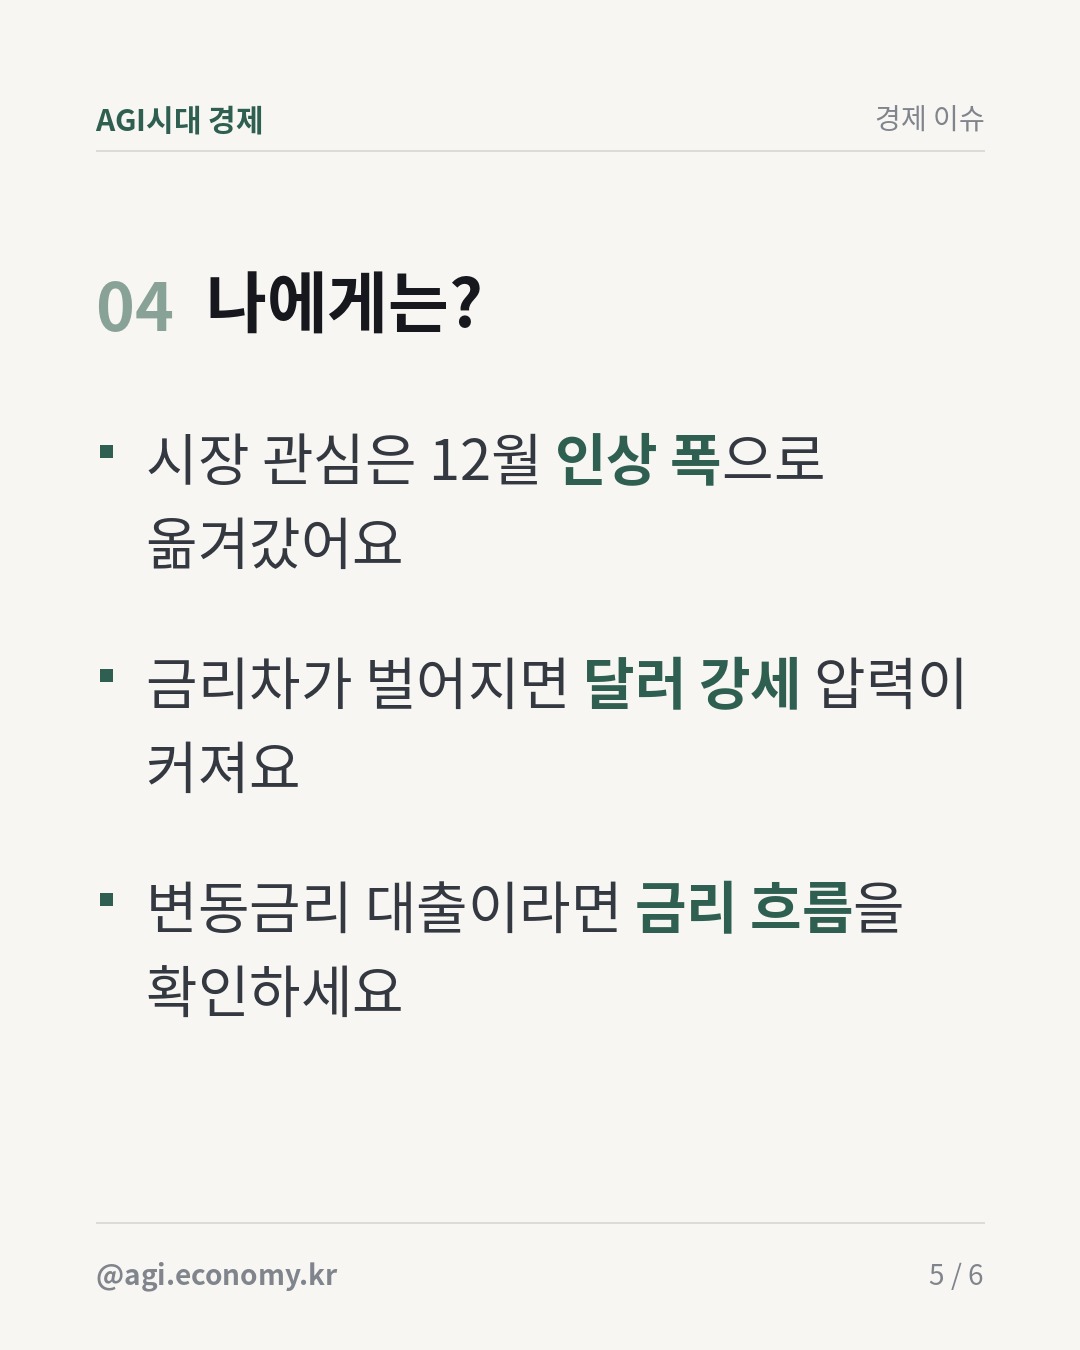 AGI시대 경제
경제 이슈
04 나에게는?
▪ 시장 관심은 12월 인상 폭으로
옮겨갔어요
▪ 금리차가 벌어지면 달러 강세 압력이
커져요
▪ 변동금리 대출이라면 금리 흐름을
확인하세요
@agi.economy.kr
5 / 6